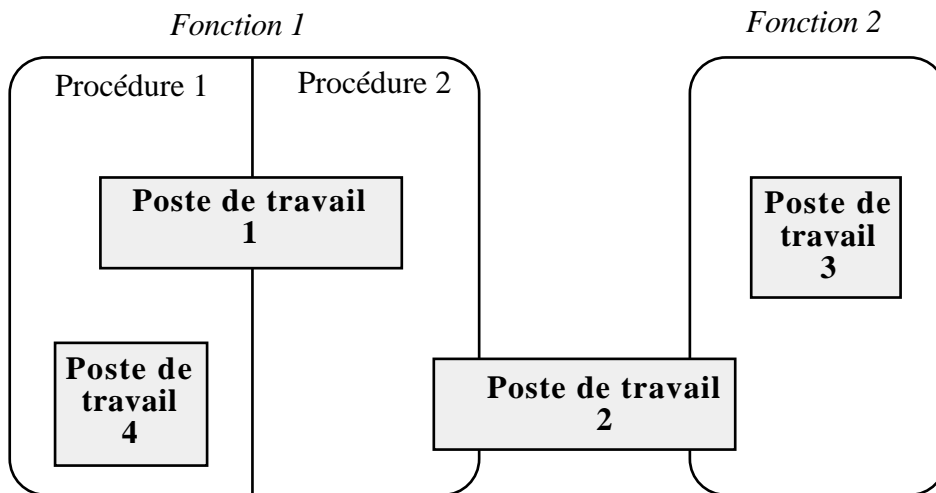 Fonction 1
Fonction 2
Procédure 1
Procédure 2
Poste de travail
1
Poste de
travail
3
Poste de
travail
4
Poste de travail
2